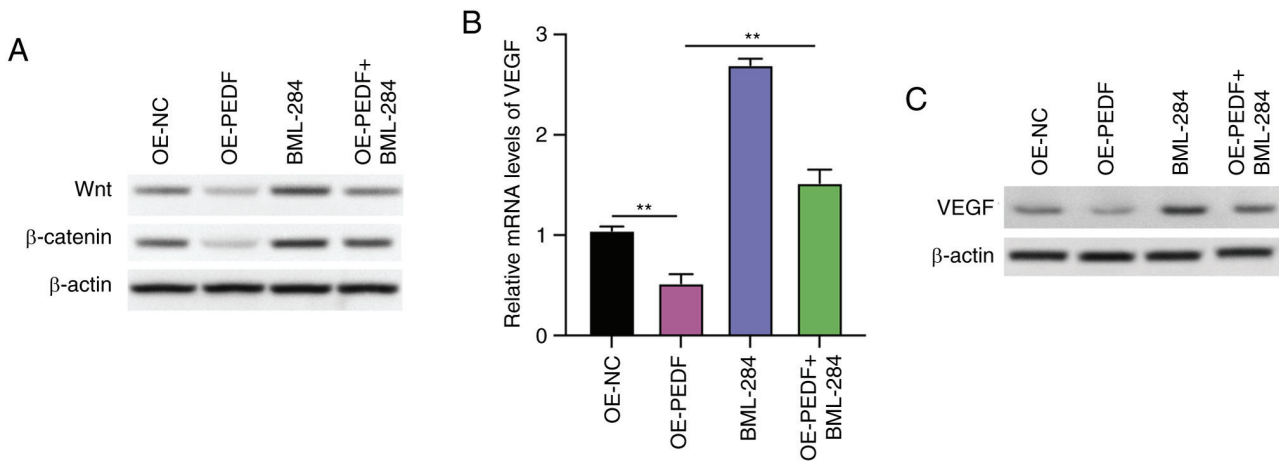 A
OE-NC
OE-PEDF
BML-284
OE-PEDF+
BML-284
Wnt
β-catenin
β-actin
B
Relative mRNA levels of VEGF
3
2
1
0
**
**
OE-NC
OE-PEDF
BML-284
OE-PEDF+
BML-284
C
OE-NC
OE-PEDF
BML-284
OE-PEDF+
BML-284
VEGF
β-actin